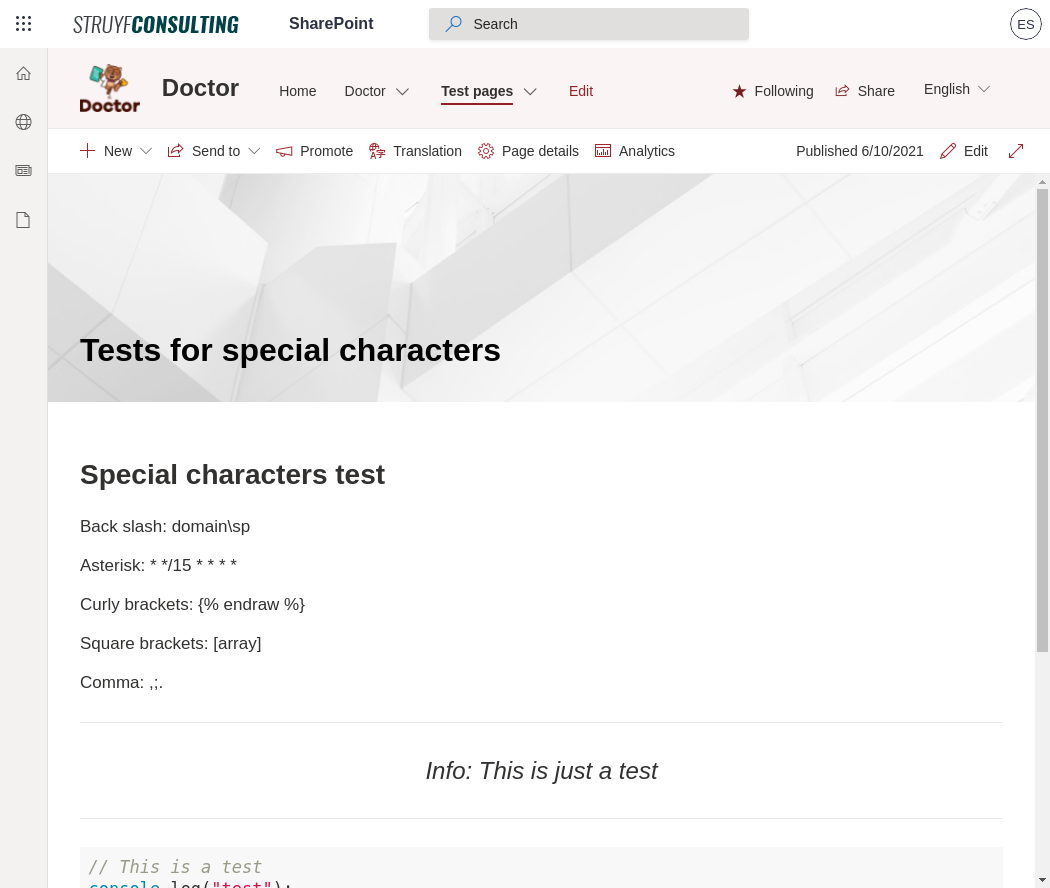 STRUYFCONSULTING SharePoint Search ES
Doctor Doctor Home Doctor Test pages Edit Following Share English
New Send to Promote Translation Page details Analytics Published 6/10/2021 Edit
Tests for special characters
Special characters test
Back slash: domain\sp
Asterisk: * */15 * * * *
Curly brackets: {% endraw %}
Square brackets: [array]
Comma: ,;.
Info: This is just a test
// This is a test
console.log("test");